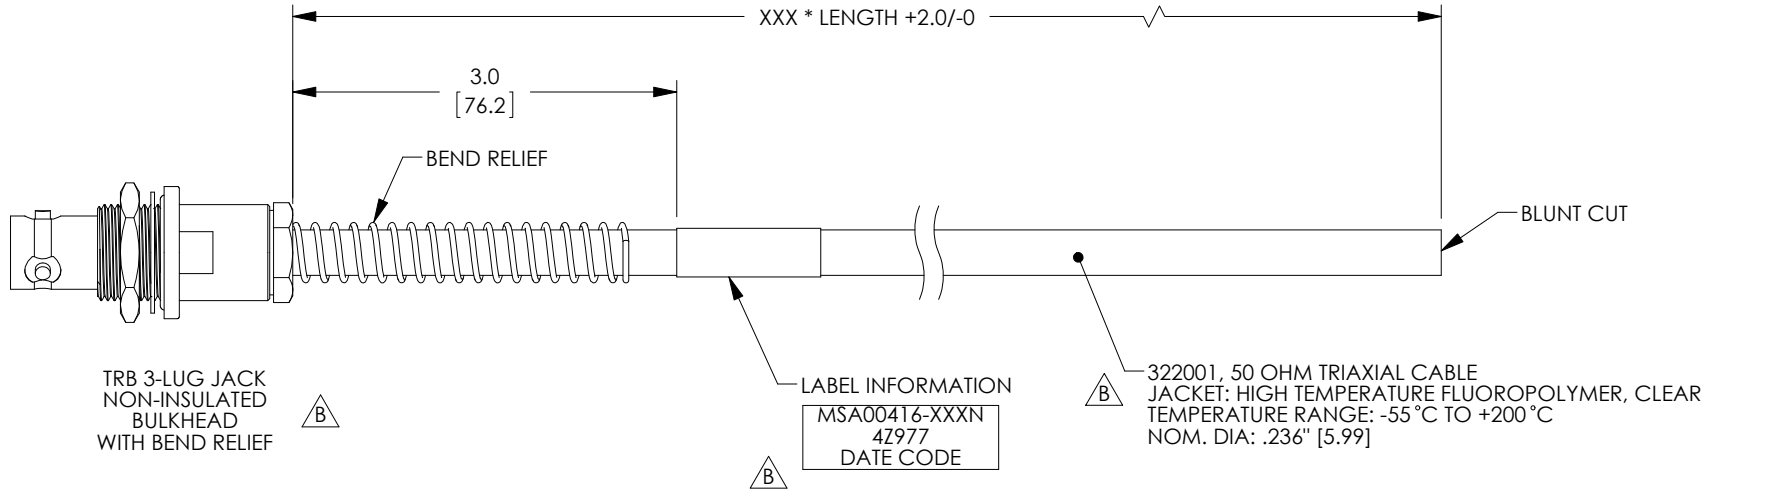 XXX * LENGTH +2.0/-0
3.0
[76.2]
BEND RELIEF
BLUNT CUT
TRB 3-LUG JACK
NON-INSULATED
BULKHEAD
WITH BEND RELIEF
B
LABEL INFORMATION
MSA00416-XXXN
4Z977
DATE CODE
B
B
322001, 50 OHM TRIAXIAL CABLE
JACKET: HIGH TEMPERATURE FLUOROPOLYMER, CLEAR
TEMPERATURE RANGE: -55°C TO +200°C
NOM. DIA: .236" [5.99]